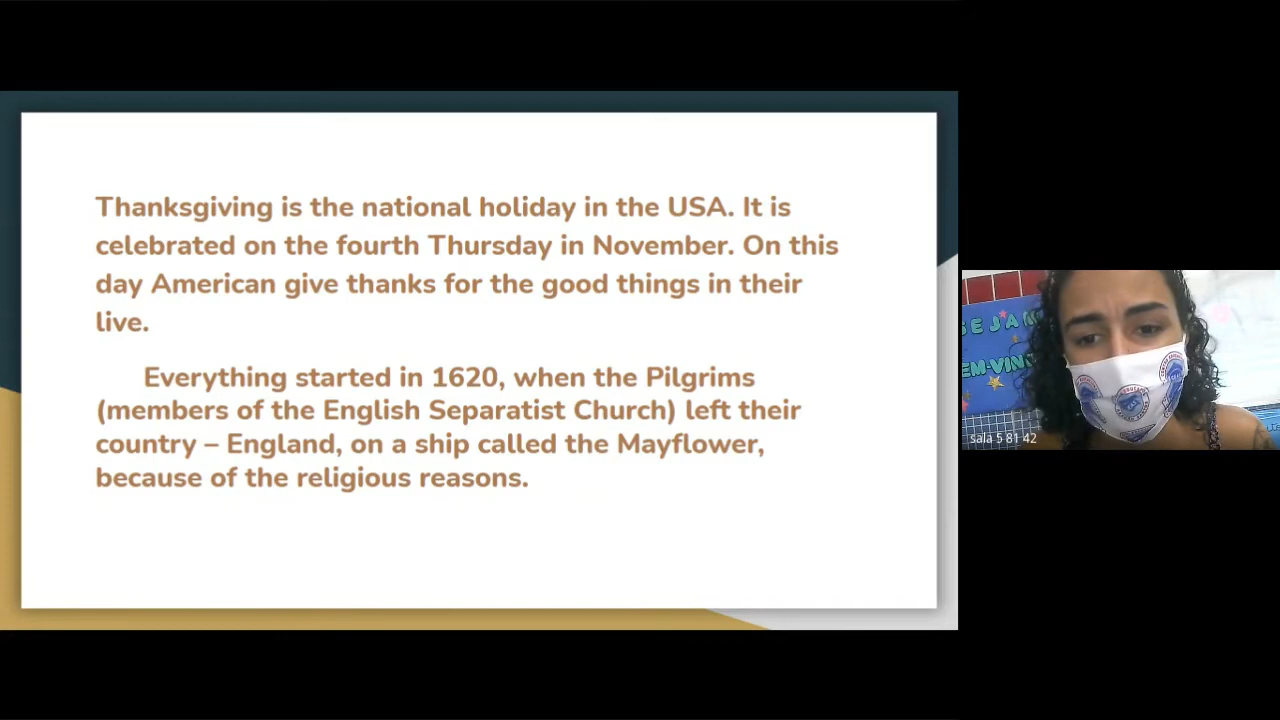 Thanksgiving is the national holiday in the USA. It is
celebrated on the fourth Thursday in November. On this
day American give thanks for the good things in their
live.
Everything started in 1620, when the Pilgrims
(members of the English Separatist Church) left their
country – England, on a ship called the Mayflower,
because of the religious reasons.
SEJAM
EM-VIN
sala 5 81 42